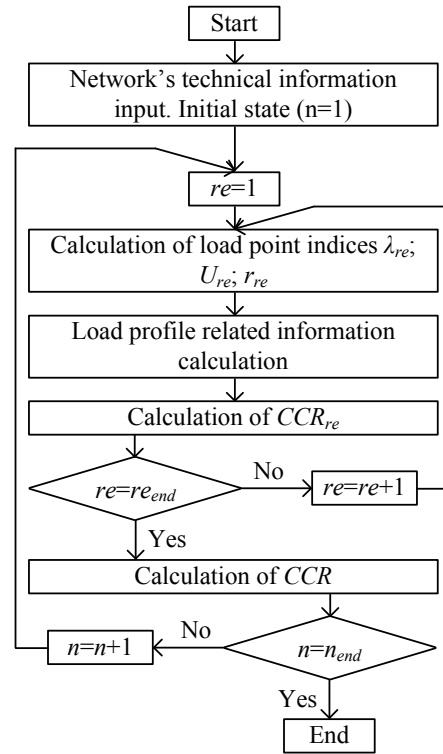 Start
Network's technical information
input. Initial state (n=1)
re=1
Calculation of load point indices λre;
Ure; rre
Load profile related information
calculation
Calculation of CCRre
re=reend
No
re=re+1
Yes
Calculation of CCR
n=n+1
No
n=nend
Yes
End